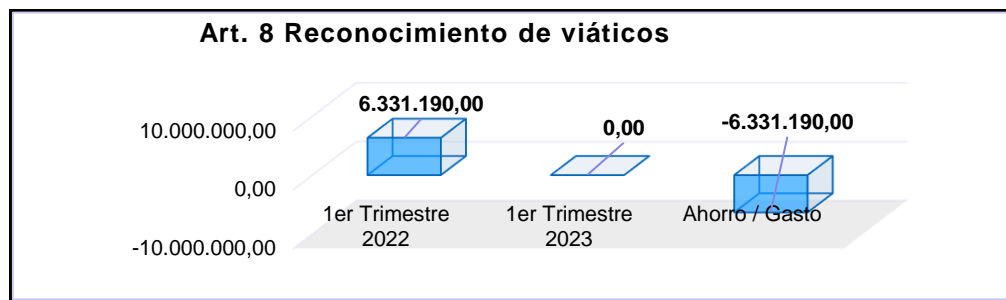 Art. 8 Reconocimiento de viáticos
6.331.190,00
0,00
-6.331.190,00
10.000.000,00
0,00
-10.000.000,00
1er Trimestre
2022
1er Trimestre
2023
Ahorro / Gasto